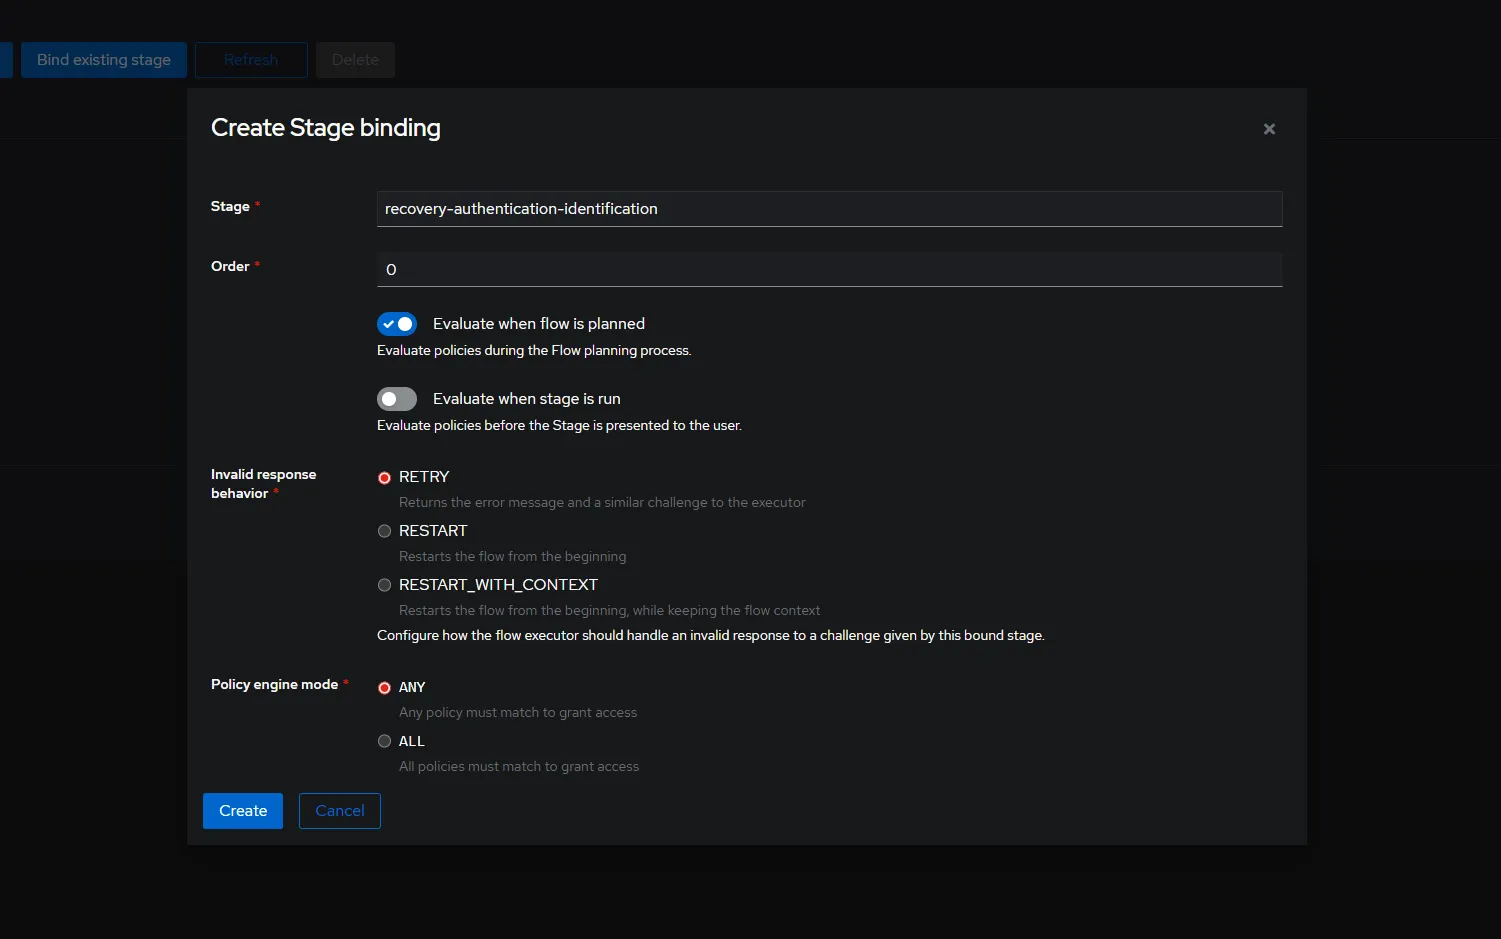 Bind existing stage
Refresh
Delete
Create Stage binding
Stage *
recovery-authentication-identification
Order *
0
Evaluate when flow is planned
Evaluate policies during the Flow planning process.
Evaluate when stage is run
Evaluate policies before the Stage is presented to the user.
Invalid response
behavior *
RETRY
Returns the error message and a similar challenge to the executor
RESTART
Restarts the flow from the beginning
RESTART_WITH_CONTEXT
Restarts the flow from the beginning, while keeping the flow context
Configure how the flow executor should handle an invalid response to a challenge given by this bound stage.
Policy engine mode *
ANY
Any policy must match to grant access
ALL
All policies must match to grant access
Create
Cancel